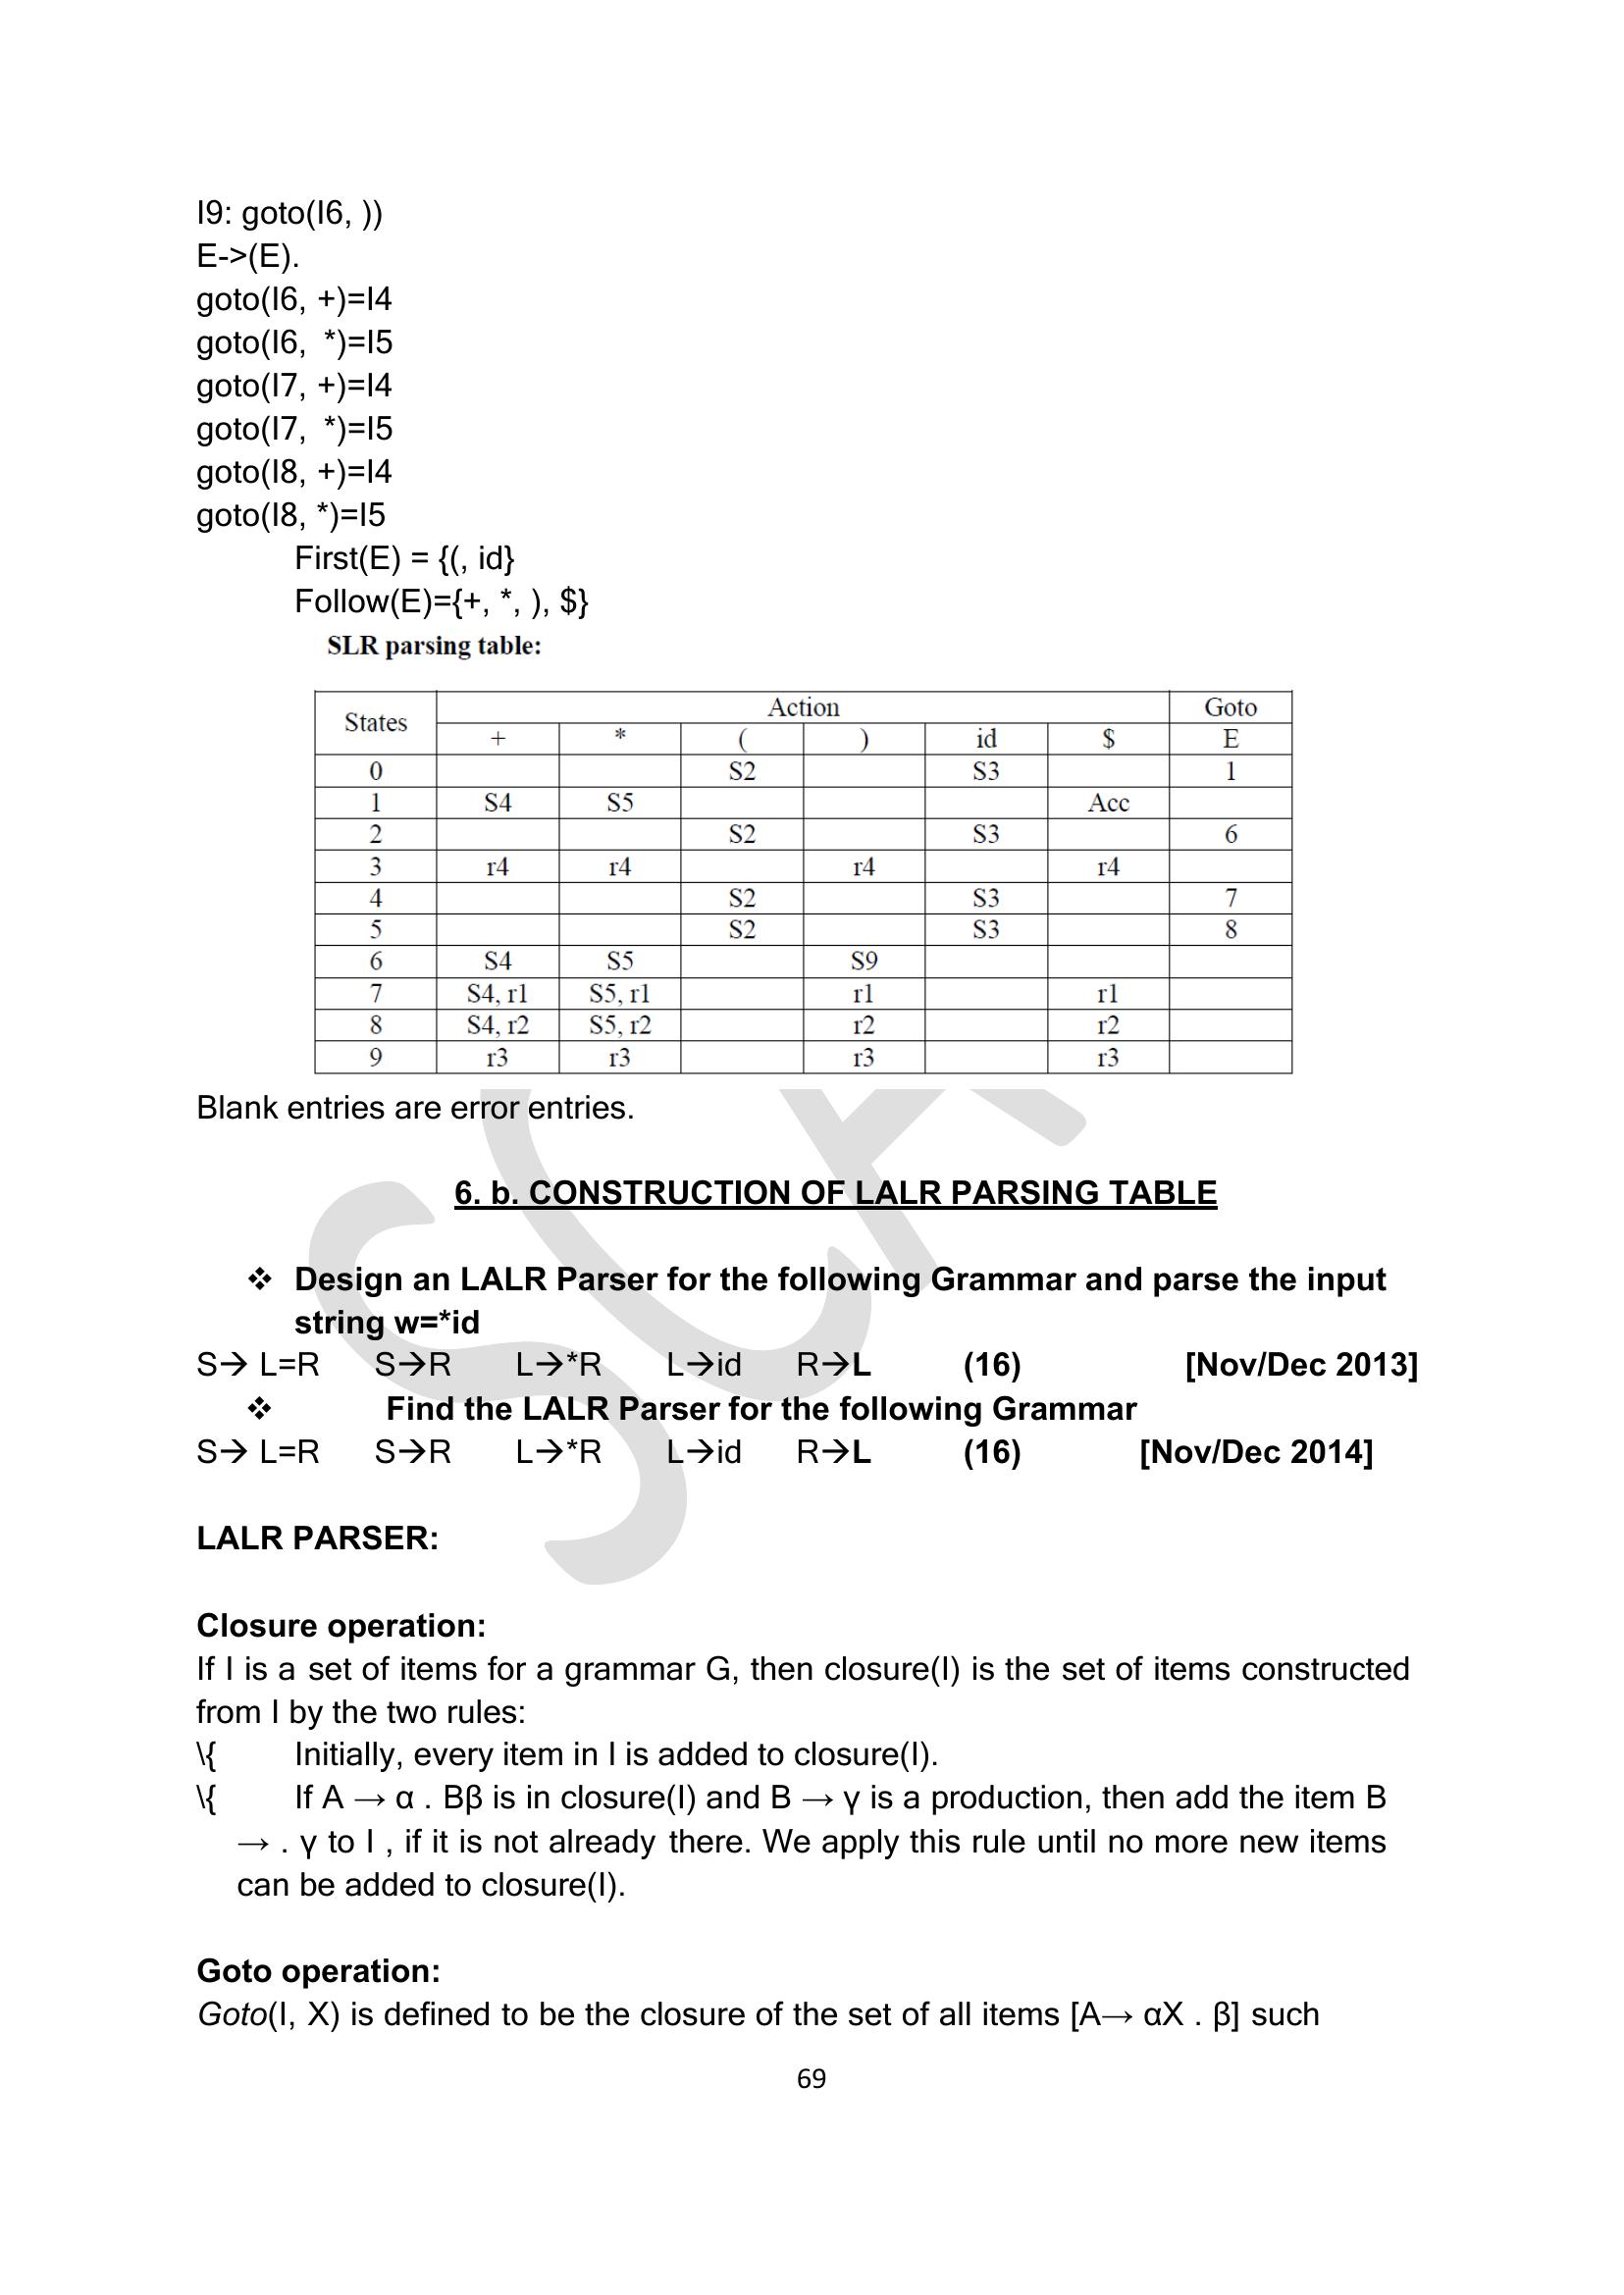 I9: goto(I6, ))
E->(E).
goto(I6, +)=I4
goto(I6,  *)=I5
goto(I7, +)=I4
goto(I7,  *)=I5
goto(I8, +)=I4
goto(I8, *)=I5
First(E) = {(, id}
Follow(E)={+, *, ), $}
SLR parsing table:
States Action Goto
+ * ( ) id $ E
0 S2 S3 1
1 S4 S5 Acc
2 S2 S3 6
3 r4 r4 r4 r4
4 S2 S3 7
5 S2 S3 8
6 S4 S5 S9
7 S4, r1 S5, r1 r1 r1
8 S4, r2 S5, r2 r2 r2
9 r3 r3 r3 r3
Blank entries are error entries.
6. b. CONSTRUCTION OF LALR PARSING TABLE
❖ Design an LALR Parser for the following Grammar and parse the input
string w=*id
S→ L=R S→R L→*R L→id R→L (16) [Nov/Dec 2013]
❖ Find the LALR Parser for the following Grammar
S→ L=R S→R L→*R L→id R→L (16) [Nov/Dec 2014]
LALR PARSER:
Closure operation:
If I is a set of items for a grammar G, then closure(I) is the set of items constructed
from I by the two rules:
\{ Initially, every item in I is added to closure(I).
\{ If A → α . Bβ is in closure(I) and B → γ is a production, then add the item B
→ . γ to I , if it is not already there. We apply this rule until no more new items
can be added to closure(I).
Goto operation:
Goto(I, X) is defined to be the closure of the set of all items [A→ αX . β] such
69